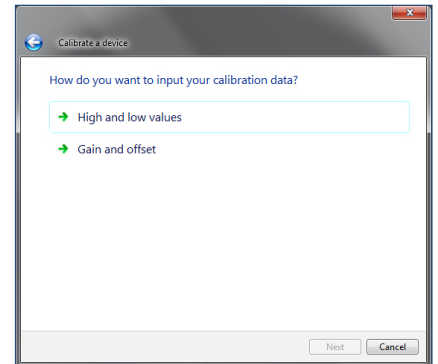 Calibrate a device
How do you want to input your calibration data?
High and low values
Gain and offset
Next
Cancel